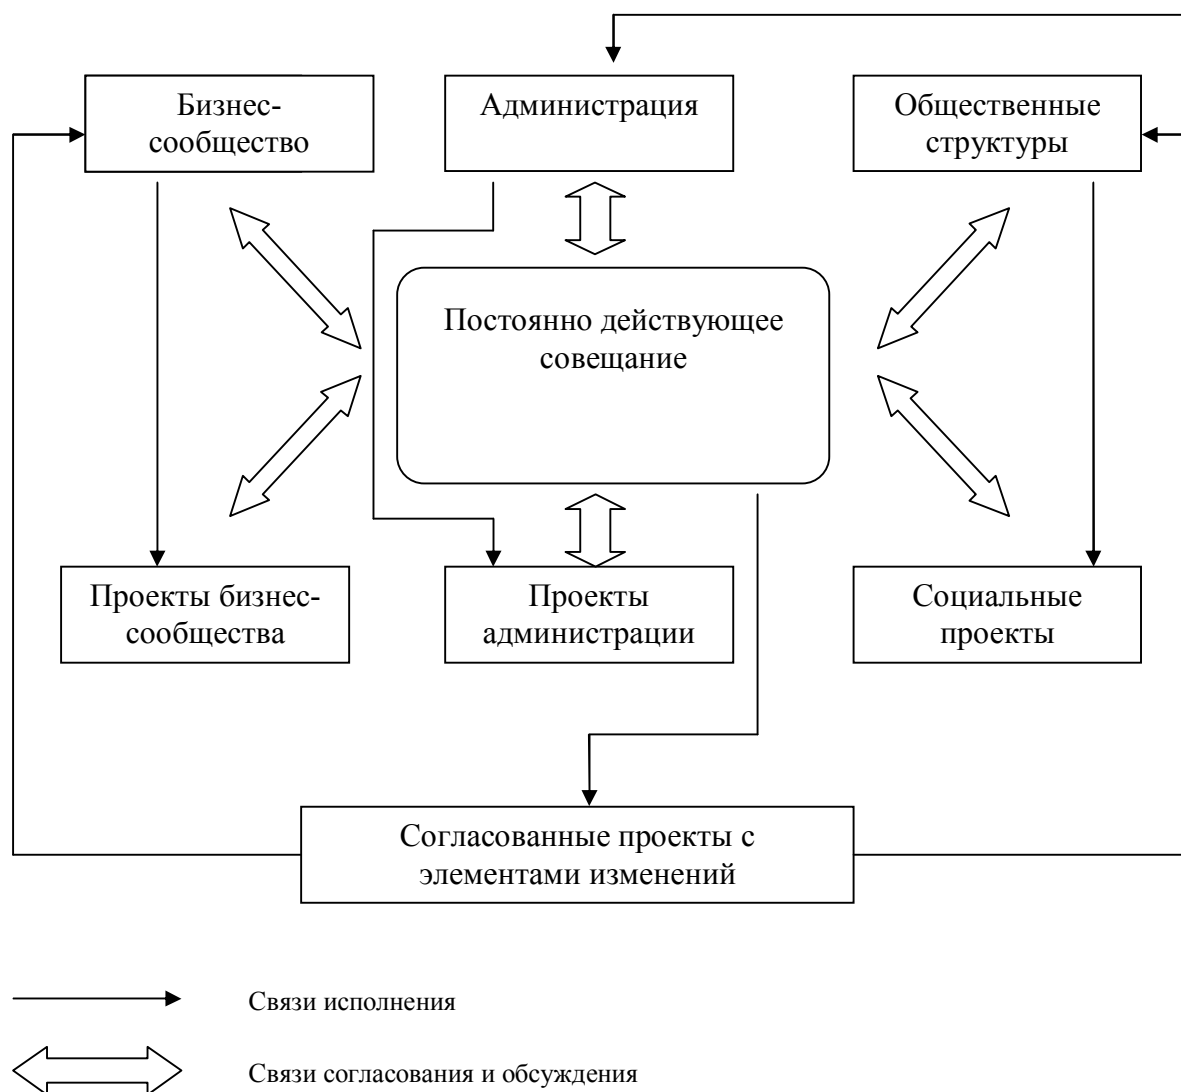 Бизнес-
сообщество
Администрация
Общественные
структуры
Постоянно действующее
совещание
Проекты бизнес-
сообщества
Проекты
администрации
Социальные
проекты
Согласованные проекты с
элементами изменений
Связи исполнения
Связи согласования и обсуждения